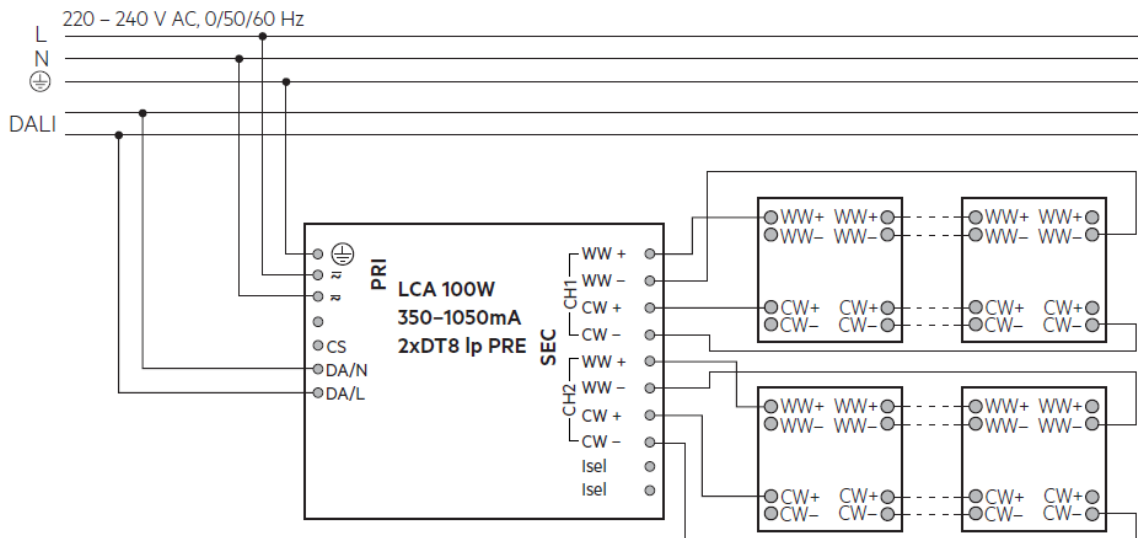 220 – 240 V AC, 0/50/60 Hz
L
N
DALI
PRI
LCA 100W
350–1050mA
2xDT8 lp PRE
SEC
CS
DA/N
DA/L
CH1
WW +
WW –
CW +
CW –
CH2
WW +
WW –
CW +
CW –
Isel
Isel
WW+ WW+
WW– WW–
CW+ CW+
CW– CW–
WW+ WW+
WW– WW–
CW+ CW+
CW– CW–
WW+ WW+
WW– WW–
CW+ CW+
CW– CW–
WW+ WW+
WW– WW–
CW+ CW+
CW– CW–